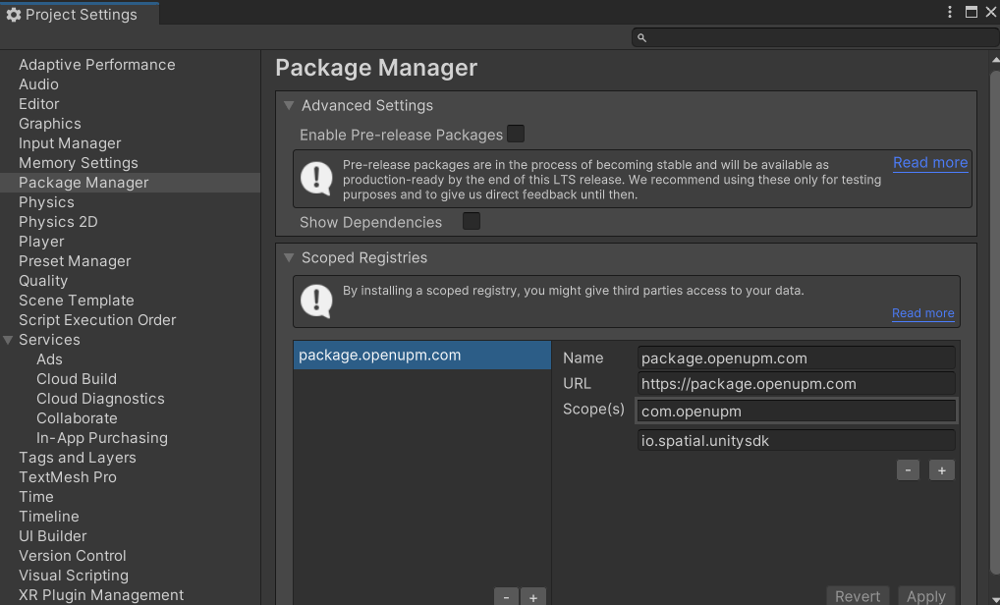 Project Settings
Adaptive Performance
Audio
Editor
Graphics
Input Manager
Memory Settings
Package Manager
Physics
Physics 2D
Player
Preset Manager
Quality
Scene Template
Script Execution Order
Services
Ads
Cloud Build
Cloud Diagnostics
Collaborate
In-App Purchasing
Tags and Layers
TextMesh Pro
Time
Timeline
UI Builder
Version Control
Visual Scripting
XR Plugin Management
Package Manager
Advanced Settings
Enable Pre-release Packages
Pre-release packages are in the process of becoming stable and will be available as
production-ready by the end of this LTS release. We recommend using these only for testing
purposes and to give us direct feedback until then.
Read more
Show Dependencies
Scoped Registries
By installing a scoped registry, you might give third parties access to your data.
Read more
package.openupm.com
Name package.openupm.com
URL https://package.openupm.com
Scope(s) com.openupm
io.spatial.unitysdk
- +
- +
Revert Apply